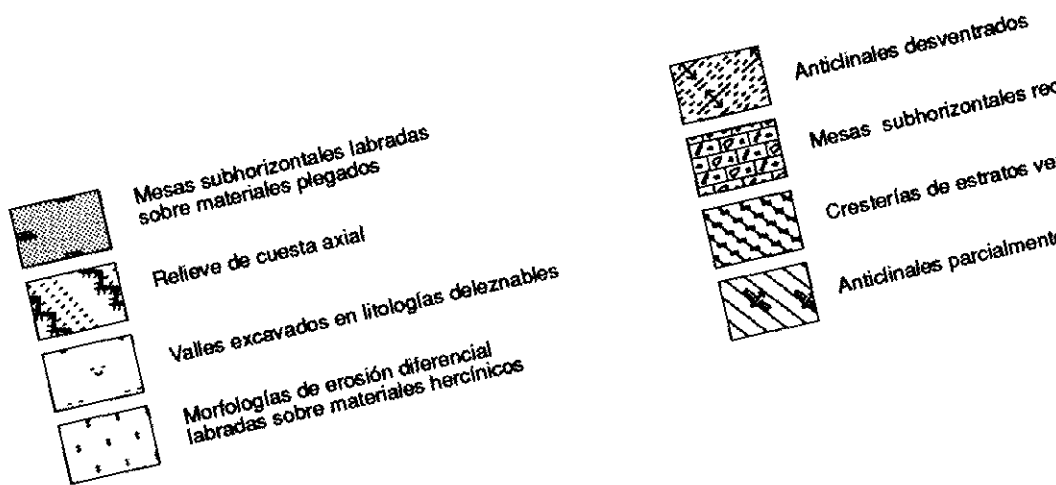 Mesas subhorizontales labradas
sobre materiales plegados
Relieve de cuesta axial
Valles excavados en litologías deleznables
Morfologías de erosión diferencial
labradas sobre materiales hercínicos
Anticlinales desventrados
Mesas subhorizontales
Cresterías de estratos
Anticlinales parcialmente